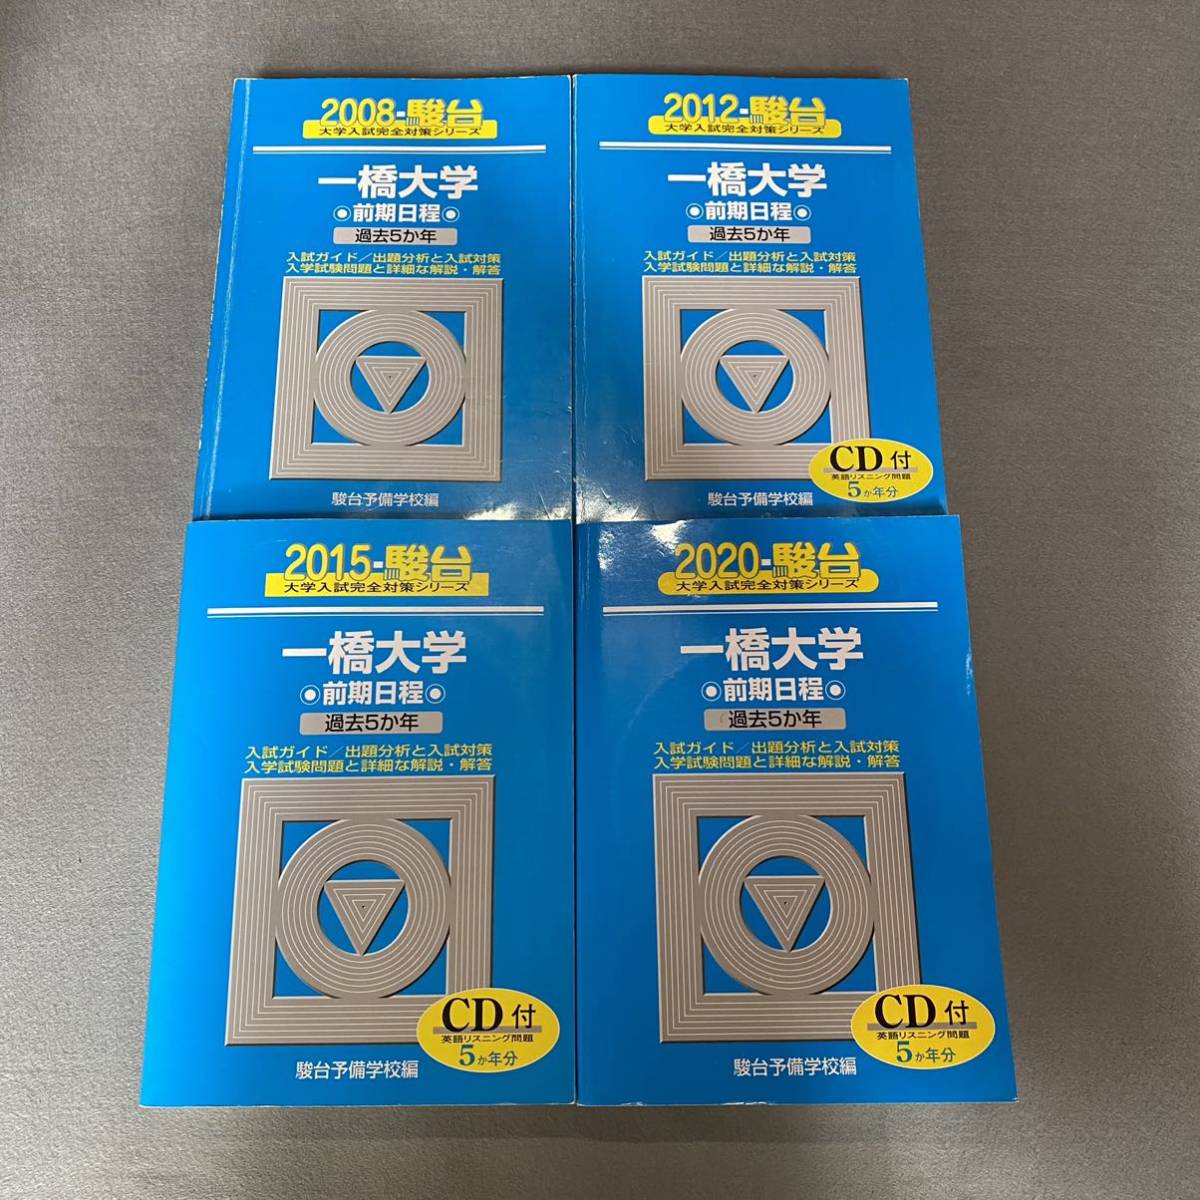 2008-駿台
大学入試完全対策シリーズ
一橋大学
前期日程
過去5か年
入試ガイド/出題分析と入試対策
入学試験問題と詳細な解説・解答
駿台予備学校編
2012-駿台
大学入試完全対策シリーズ
一橋大学
前期日程
過去5か年
入試ガイド/出題分析と入試対策
入学試験問題と詳細な解説・解答
CD付
英語リスニング問題
5か年分
駿台予備学校編
2015-駿台
大学入試完全対策シリーズ
一橋大学
前期日程
過去5か年
入試ガイド/出題分析と入試対策
入学試験問題と詳細な解説・解答
CD付
英語リスニング問題
5か年分
駿台予備学校編
2020-駿台
大学入試完全対策シリーズ
一橋大学
前期日程
過去5か年
入試ガイド/出題分析と入試対策
入学試験問題と詳細な解説・解答
CD付
英語リスニング問題
5か年分
駿台予備学校編